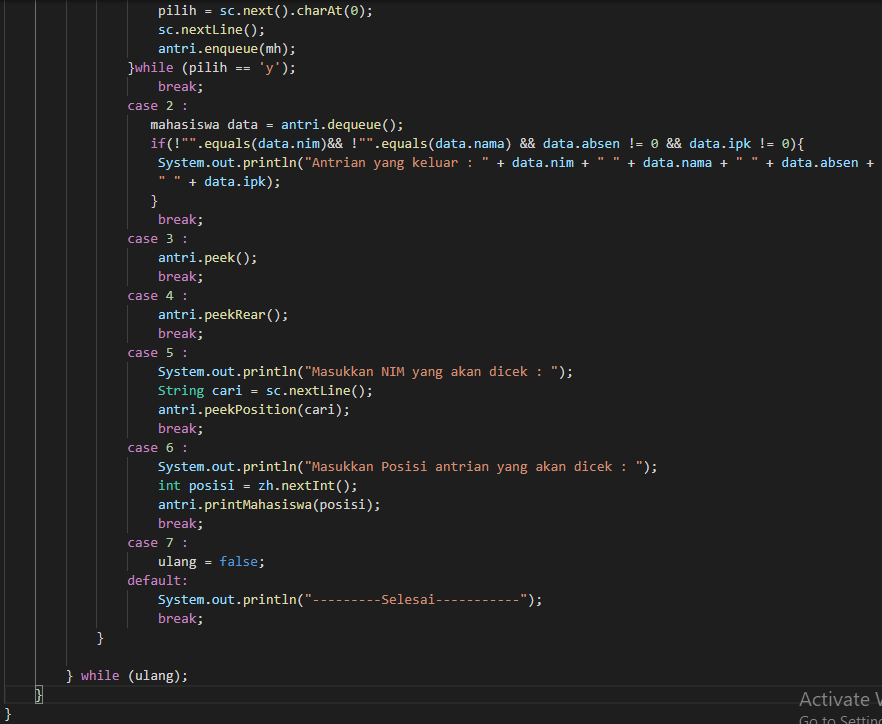 pilih = sc.next().charAt(0);
sc.nextLine();
antri.enqueue(mh);
}while (pilih == 'y');
break;
case 2 :
mahasiswa data = antri.dequeue();
if(!"".equals(data.nim)&& !"".equals(data.nama) && data.absen != 0 && data.ipk != 0){
System.out.println("Antrian yang keluar : " + data.nim + " " + data.nama + " " + data.absen +
" " + data.ipk);
}
break;
case 3 :
antri.peek();
break;
case 4 :
antri.peekRear();
break;
case 5 :
System.out.println("Masukkan NIM yang akan dicek : ");
String cari = sc.nextLine();
antri.peekPosition(cari);
break;
case 6 :
System.out.println("Masukkan Posisi antrian yang akan dicek : ");
int posisi = zh.nextInt();
antri.printMahasiswa(posisi);
break;
case 7 :
ulang = false;
default:
System.out.println("---------Selesai-----------");
break;
}
} while (ulang);
}
}
Activate
Go to